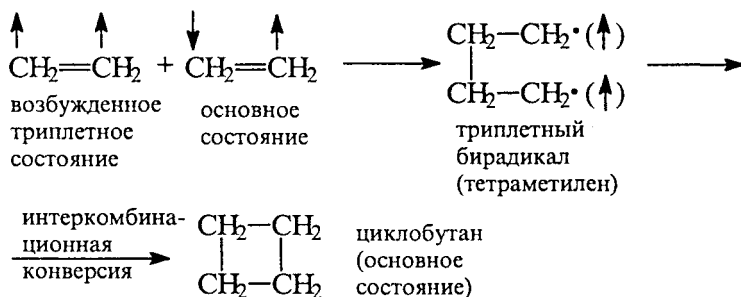 CH₂=CH₂ + CH₂=CH₂
возбужденное
триплетное
состояние
основное
состояние
CH₂–CH₂• (↑)
CH₂–CH₂• (↑)
триплетный
бирадикал
(тетраметилен)
интеркомбина-
ционная
конверсия
CH₂–CH₂
CH₂–CH₂
циклобутан
(основное
состояние)